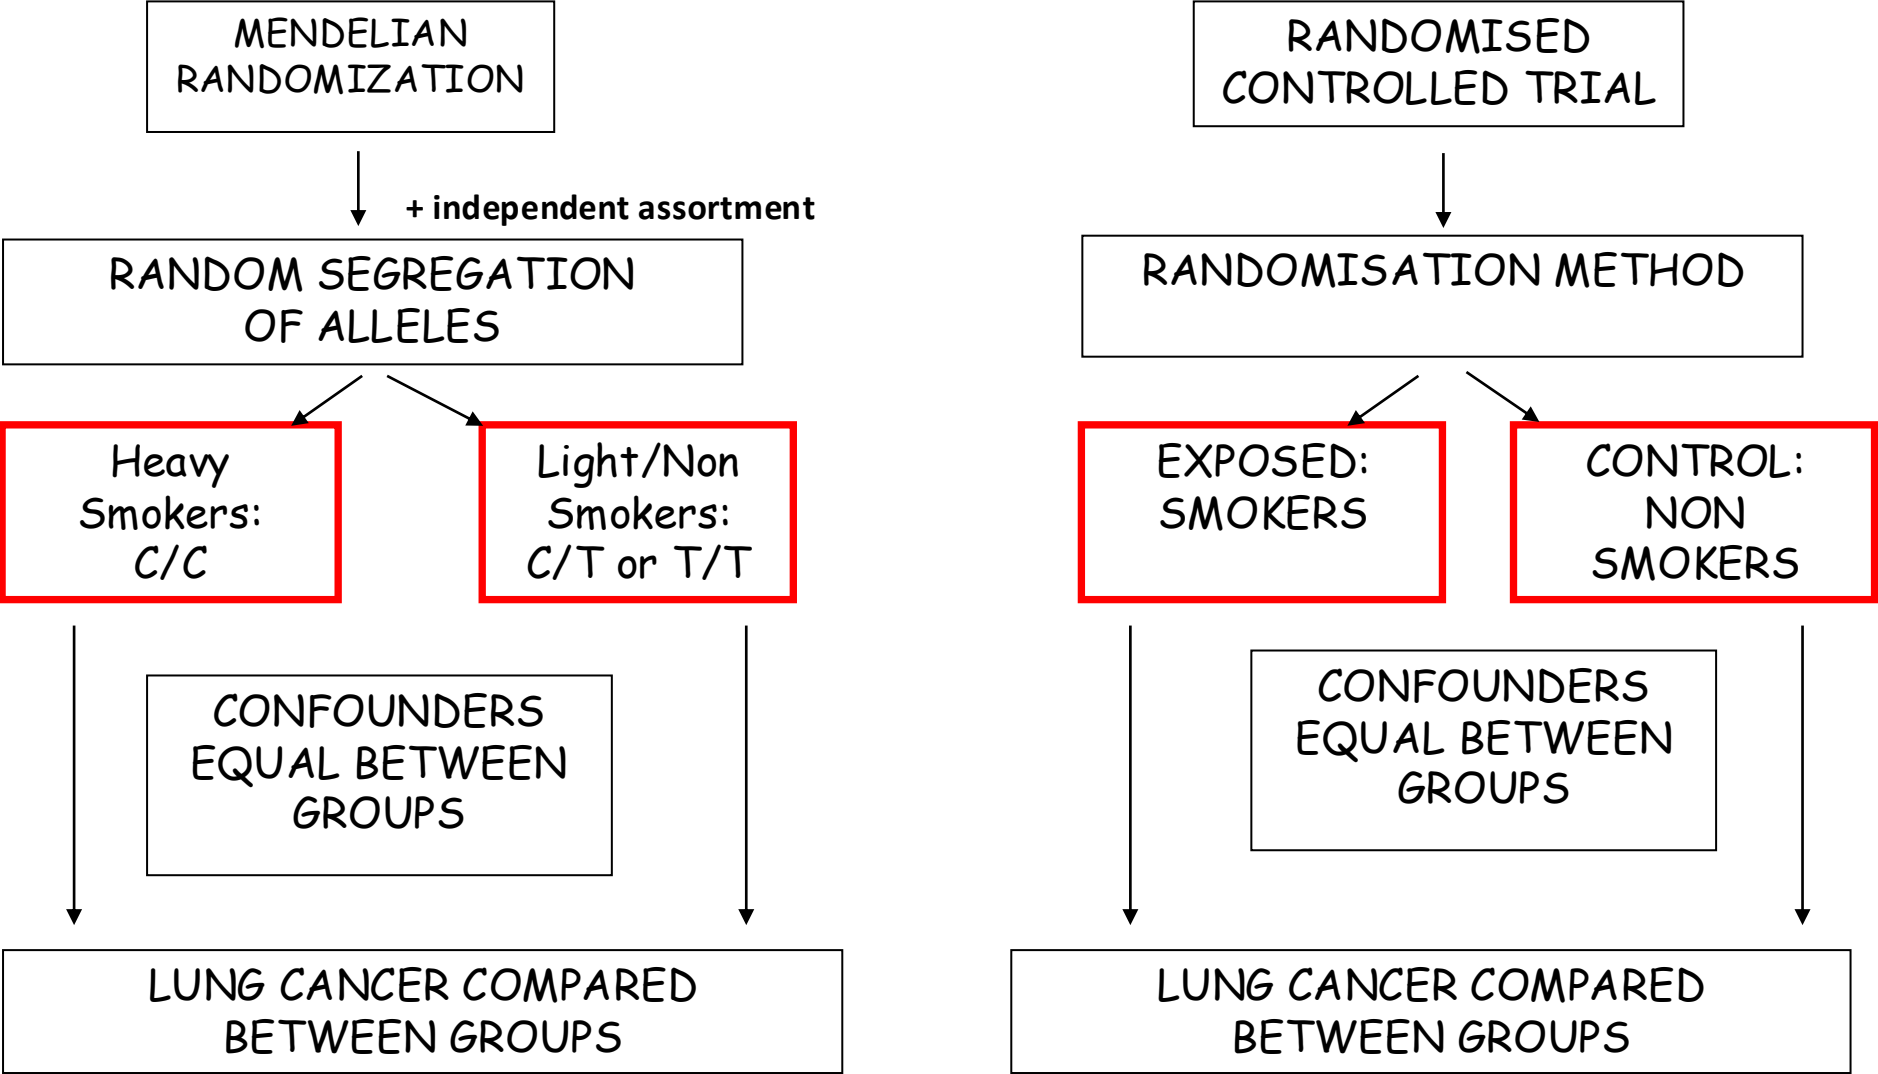 MENDELIAN
RANDOMIZATION
+ independent assortment
RANDOM SEGREGATION
OF ALLELES
Heavy
Smokers:
C/C
Light/Non
Smokers:
C/T or T/T
CONFOUNDERS
EQUAL BETWEEN
GROUPS
LUNG CANCER COMPARED
BETWEEN GROUPS
RANDOMISED
CONTROLLED TRIAL
RANDOMISATION METHOD
EXPOSED:
SMOKERS
CONTROL:
NON
SMOKERS
CONFOUNDERS
EQUAL BETWEEN
GROUPS
LUNG CANCER COMPARED
BETWEEN GROUPS